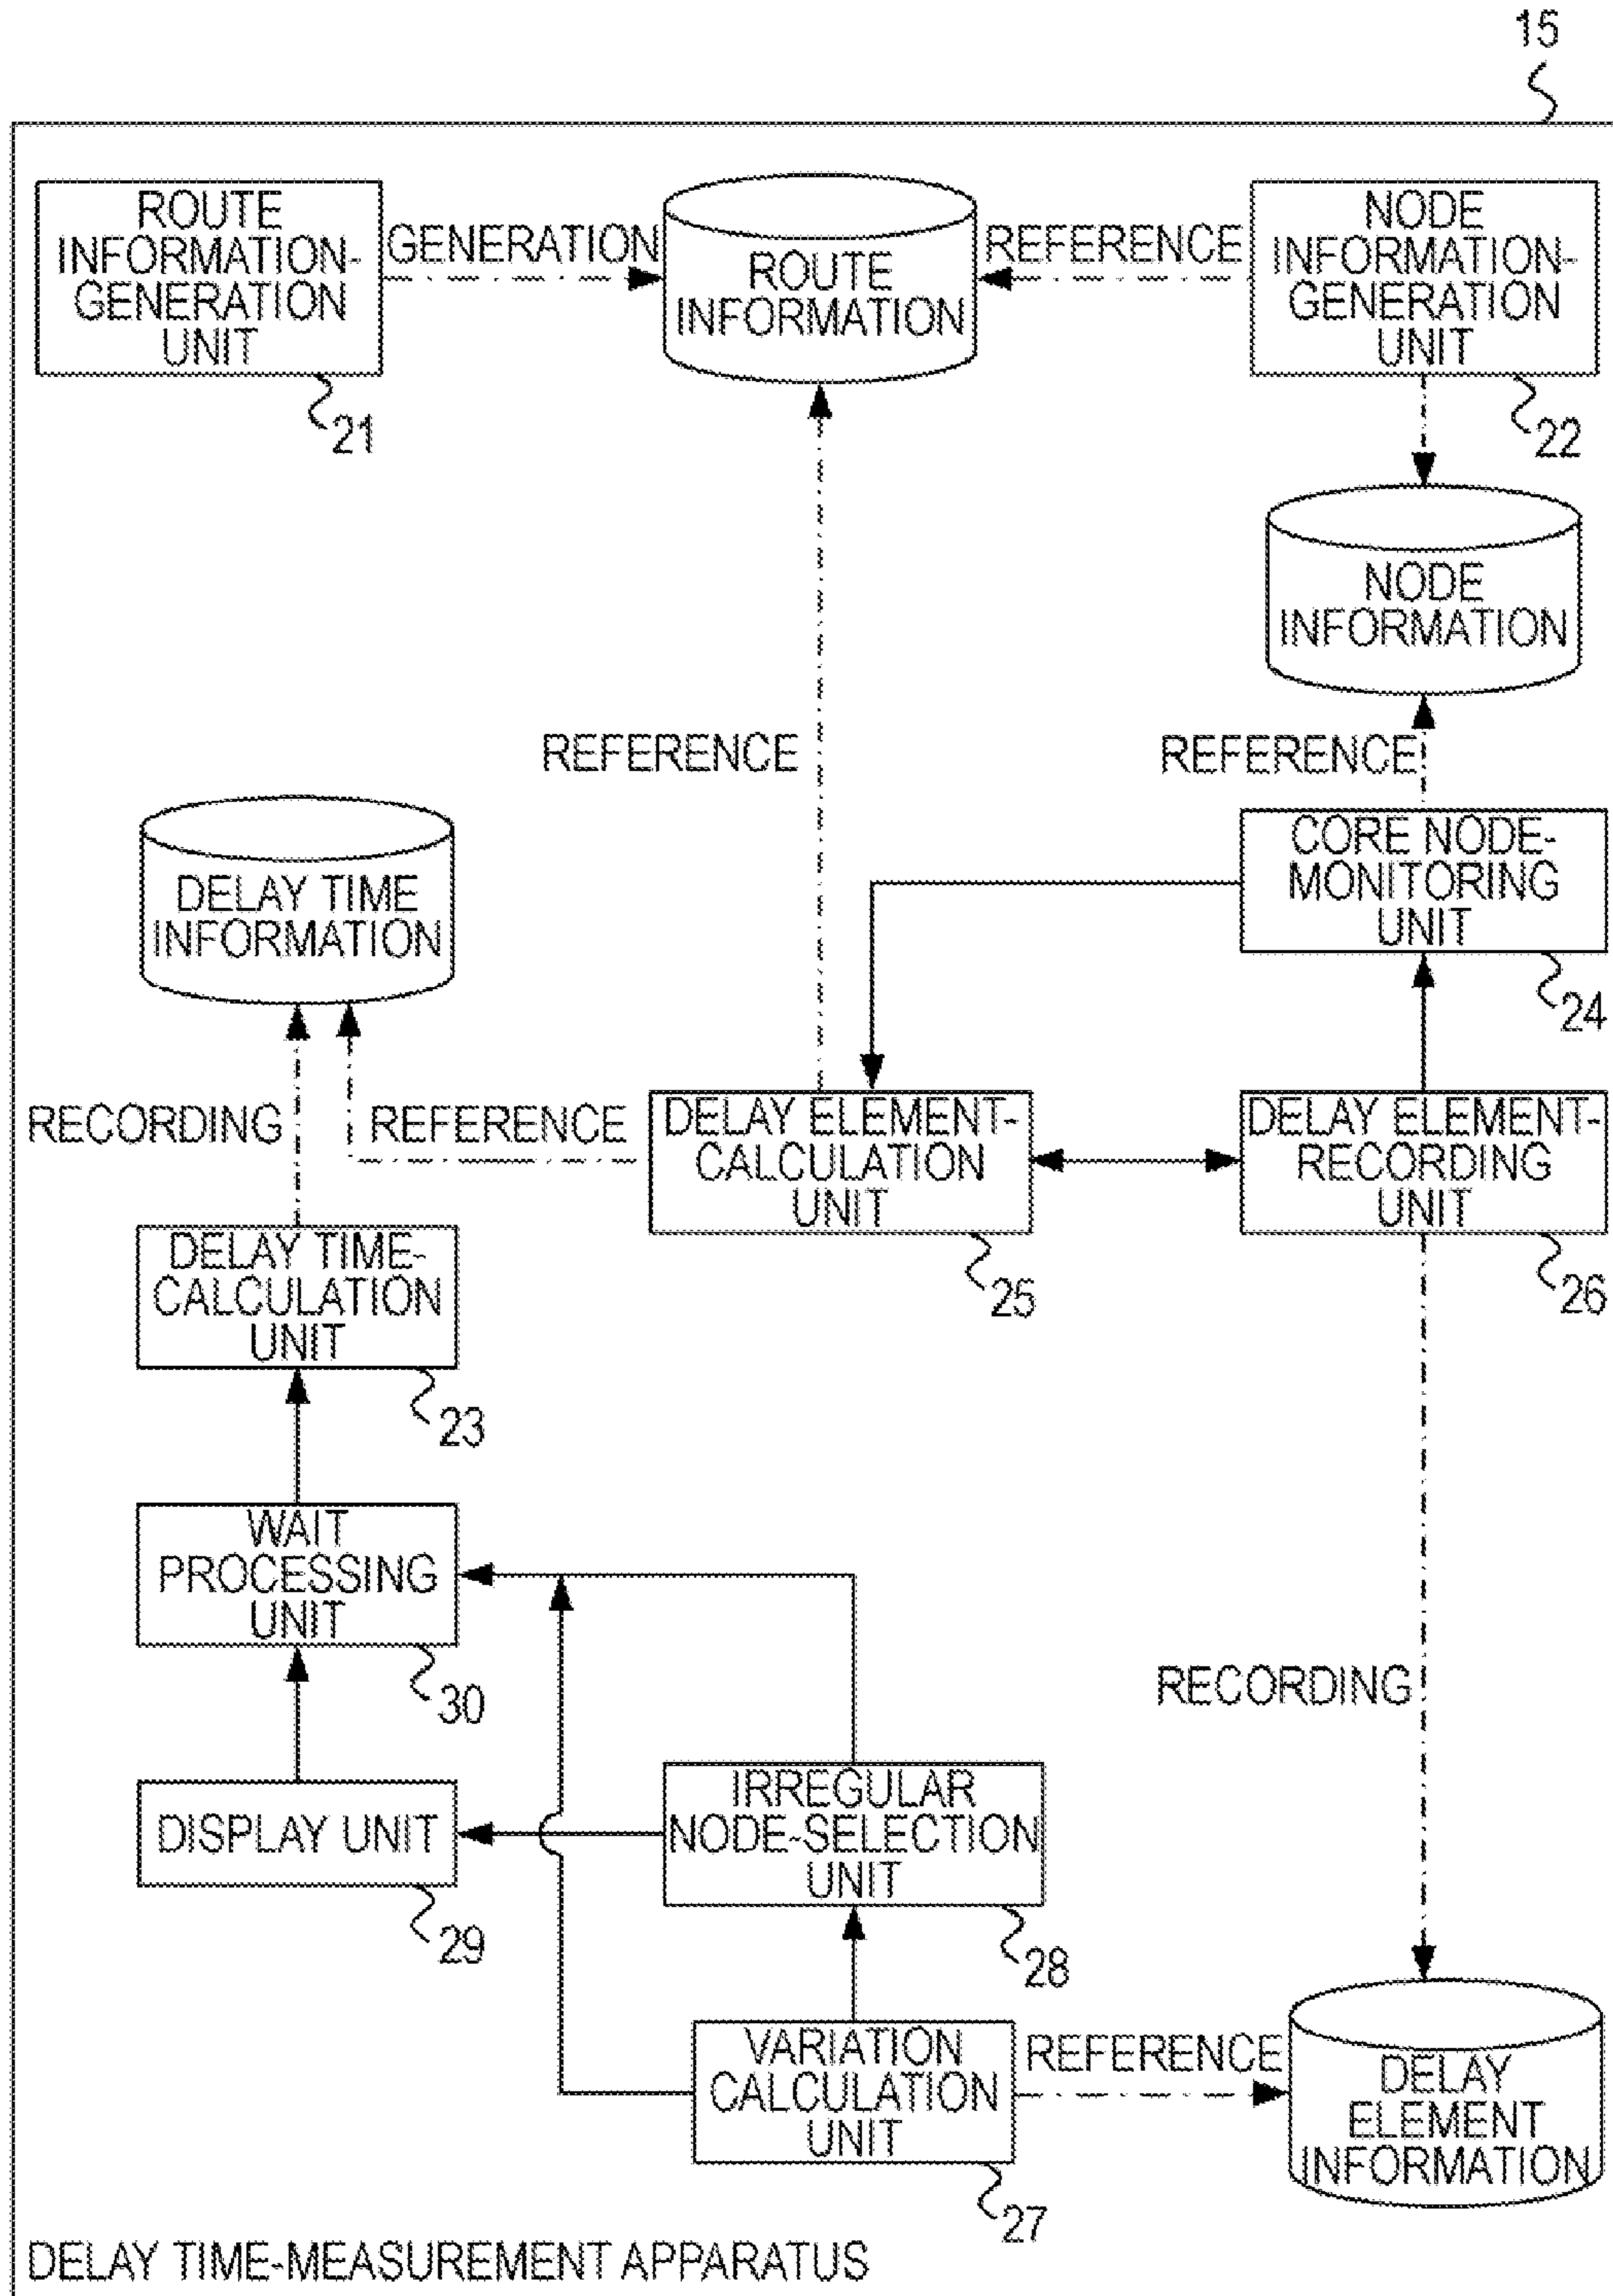 15
ROUTE
INFORMATION-
GENERATION
UNIT
21
GENERATION
ROUTE
INFORMATION
REFERENCE
NODE
INFORMATION-
GENERATION
UNIT
22
NODE
INFORMATION
REFERENCE
REFERENCE
DELAY TIME
INFORMATION
CORE NODE-
MONITORING
UNIT
24
RECORDING
REFERENCE
DELAY ELEMENT-
CALCULATION
UNIT
25
DELAY ELEMENT-
RECORDING
UNIT
26
DELAY TIME-
CALCULATION
UNIT
23
WAIT
PROCESSING
UNIT
30
RECORDING
DISPLAY UNIT
29
IRREGULAR
NODE-SELECTION
UNIT
28
VARIATION
CALCULATION
UNIT
27
REFERENCE
DELAY
ELEMENT
INFORMATION
DELAY TIME-MEASUREMENT APPARATUS